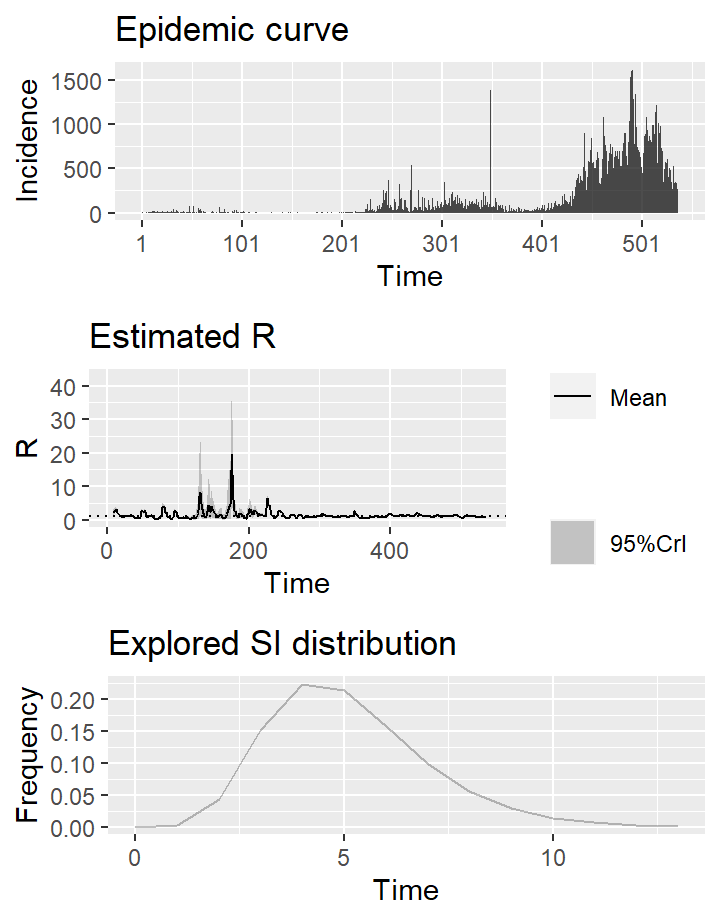 Epidemic curve
Incidence
1500
1000
500
0
1 101 201 301 401 501
Time
Estimated R
R
40
30
20
10
0
0 200 400
Time
Mean
95%CrI
Explored SI distribution
Frequency
0.20
0.15
0.10
0.05
0.00
0 5 10
Time